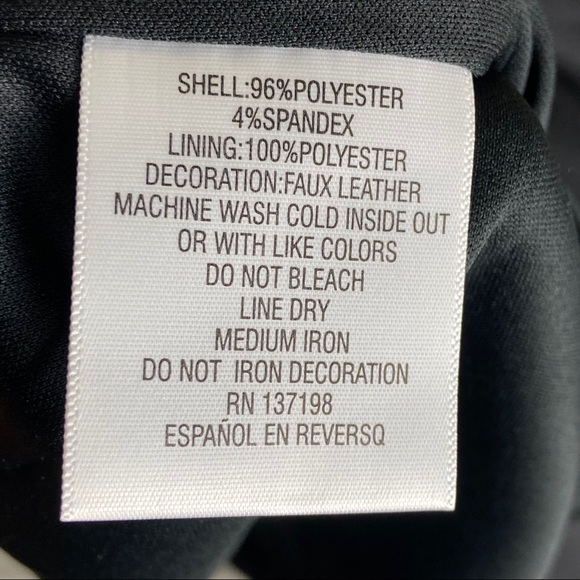 SHELL:96%POLYESTER
4%SPANDEX
LINING:100%POLYESTER
DECORATION:FAUX LEATHER
MACHINE WASH COLD INSIDE OUT
OR WITH LIKE COLORS
DO NOT BLEACH
LINE DRY
MEDIUM IRON
DO NOT IRON DECORATION
RN 137198
ESPAÑOL EN REVERSQ